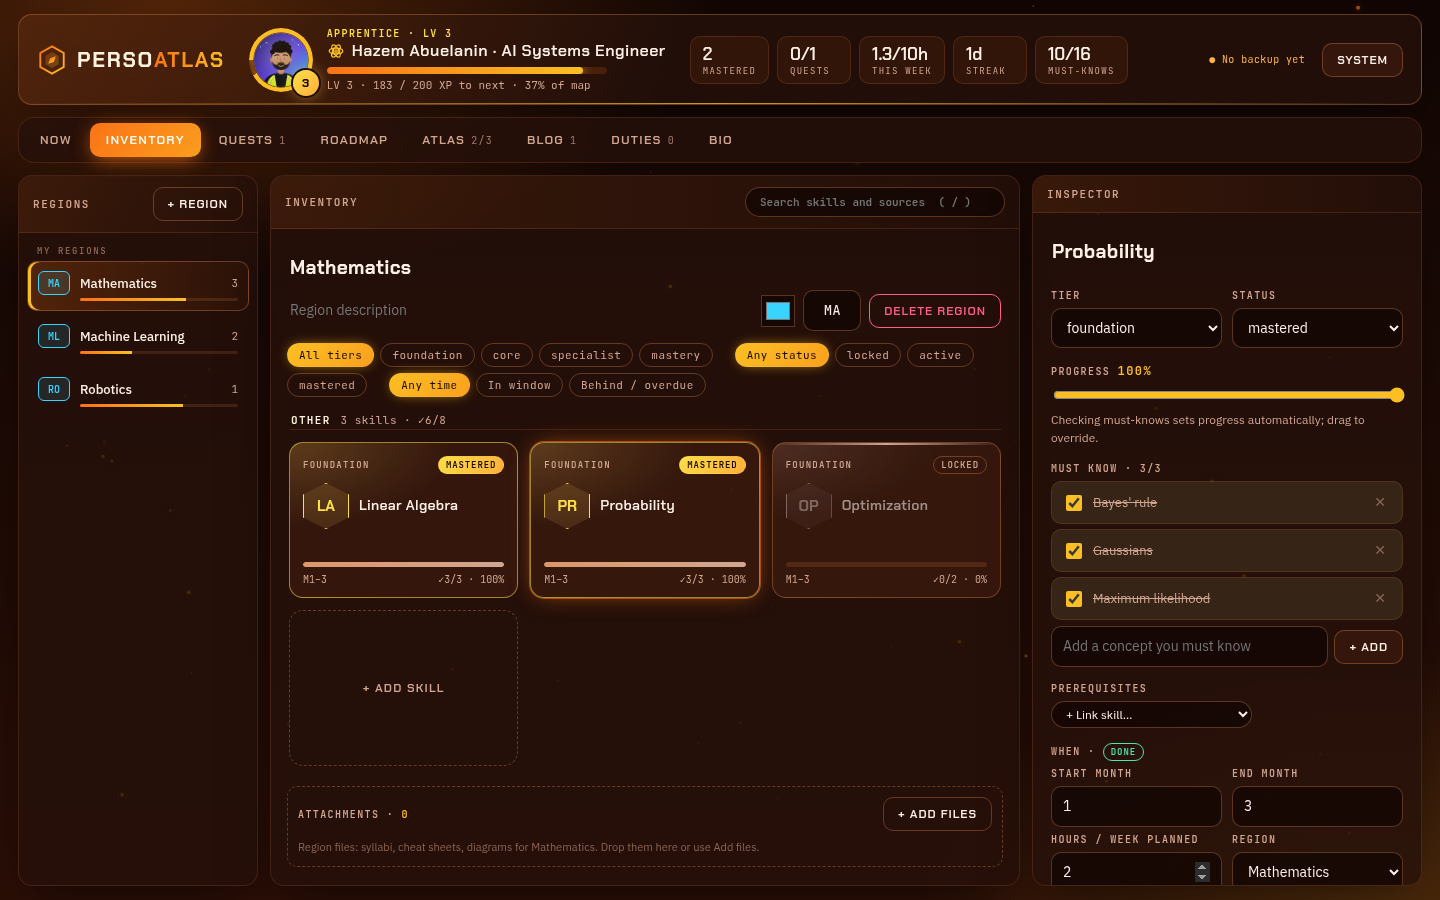 PERSOATLAS
3
APPRENTICE · LV 3
Hazem Abuelanin · AI Systems Engineer
LV 3 · 183 / 200 XP to next · 37% of map
2
MASTERED
0/1
QUESTS
1.3/10h
THIS WEEK
1d
STREAK
10/16
MUST-KNOWS
● No backup yet
SYSTEM
NOW
INVENTORY
QUESTS 1
ROADMAP
ATLAS 2/3
BLOG 1
DUTIES 0
BIO
REGIONS
+ REGION
MY REGIONS
MA Mathematics 3
ML Machine Learning 2
RO Robotics 1
INVENTORY
Search skills and sources ( / )
Mathematics
Region description
MA
DELETE REGION
All tiers foundation core specialist mastery Any status locked active
mastered Any time In window Behind / overdue
OTHER 3 skills · ✓6/8
FOUNDATION MASTERED
LA Linear Algebra
M1–3 ✓3/3 · 100%
FOUNDATION MASTERED
PR Probability
M1–3 ✓3/3 · 100%
FOUNDATION LOCKED
OP Optimization
M1–3 ✓0/2 · 0%
+ ADD SKILL
ATTACHMENTS · 0
+ ADD FILES
Region files: syllabi, cheat sheets, diagrams for Mathematics. Drop them here or use Add files.
INSPECTOR
Probability
TIER STATUS
foundation mastered
PROGRESS 100%
Checking must-knows sets progress automatically; drag to
override.
MUST KNOW · 3/3
Bayes' rule ×
Gaussians ×
Maximum likelihood ×
Add a concept you must know
+ ADD
PREREQUISITES
+ Link skill...
WHEN · DONE
START MONTH END MONTH
1 3
HOURS / WEEK PLANNED REGION
2 Mathematics